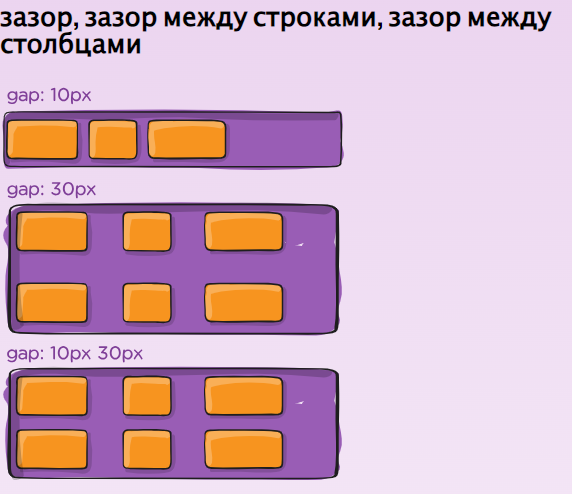 зазор, зазор между строками, зазор между
столбцами
gap: 10px
gap: 30px
gap: 10px 30px